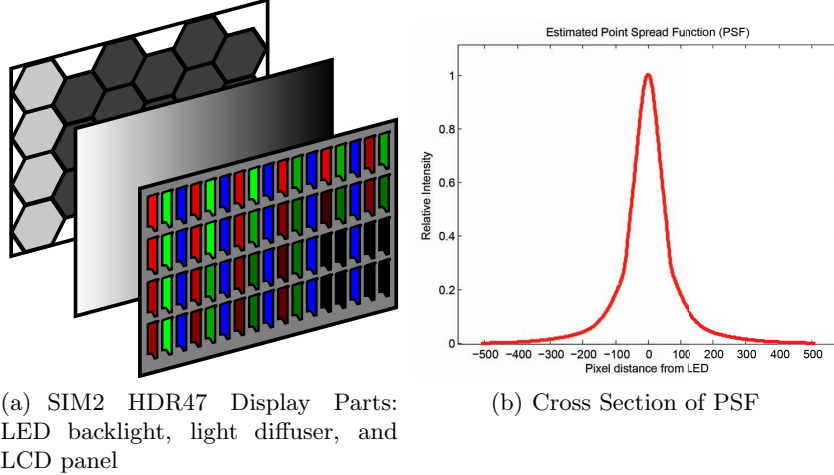 Estimated Point Spread Function (PSF)
Relative Intensity
1
0.8
0.6
0.4
0.2
0
−500 −400 −300 −200 −100 0 100 200 300 400 500
Pixel distance from LED
(a) SIM2 HDR47 Display Parts:
LED backlight, light diffuser, and
LCD panel
(b) Cross Section of PSF